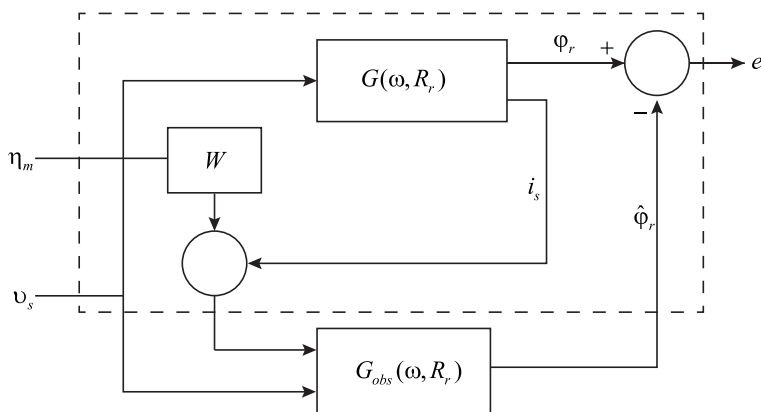 φ_r
+
G(ω, R_r)
e
−
η_m
W
i_s
φ̂_r
υ_s
G_obs(ω, R_r)